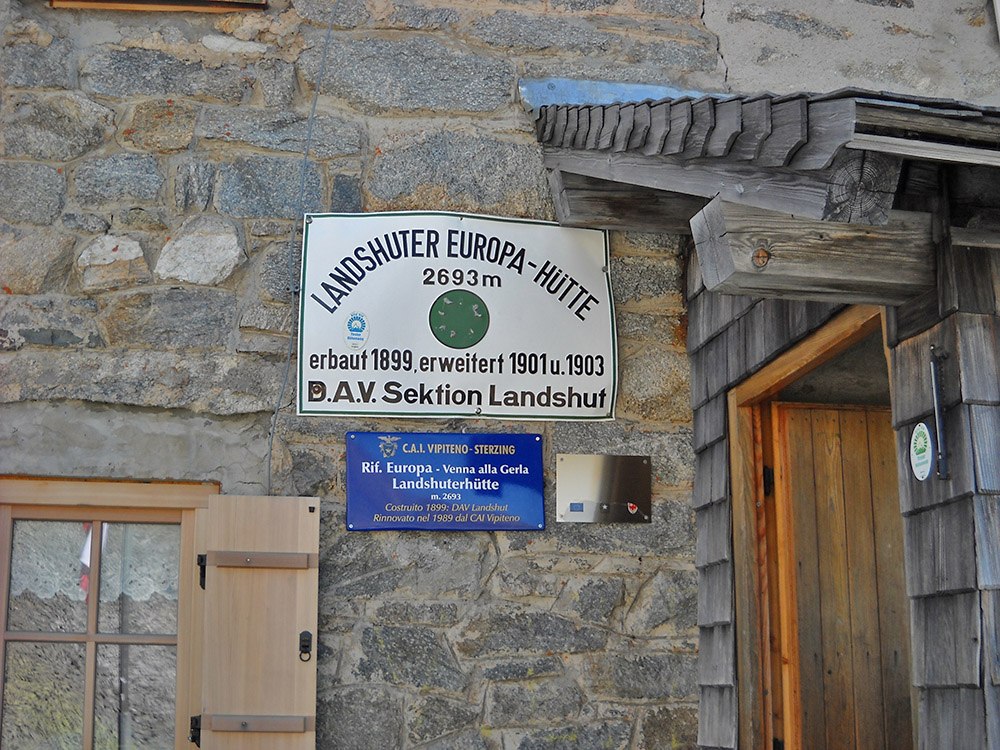 LANDSHUTER EUROPA-HÜTTE
2693m
erbaut 1899, erweitert 1901 u. 1903
D.A.V. Sektion Landshut
C.A.I. VIPITENO-STERZING
Rif. Europa - Venna alla Gerla
Landshuterhütte
m. 2693
Costruito 1899: DAV Landshut
Rinnovato nel 1989 dal CAI Vipiteno